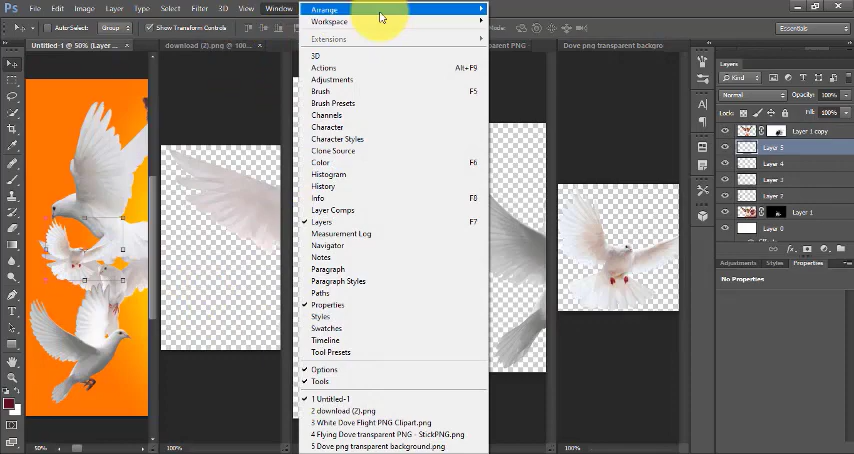 Ps File Edit Image Layer Type Select Filter 3D View Window
Auto-Select: Group Show Transform Controls
3D Mode:
Essentials
Untitled-1 @ 50% (Layer ...
download (2).png @ 100...
parent PNG
Dove png transparent backgro
Arrange
Workspace
Extensions
3D
Actions Alt+F9
Adjustments
Brush F5
Brush Presets
Channels
Character
Character Styles
Clone Source
Color F6
Histogram
History
Info F8
Layer Comps
Layers F7
Measurement Log
Navigator
Notes
Paragraph
Paragraph Styles
Paths
Properties
Styles
Swatches
Timeline
Tool Presets
Options
Tools
1 Untitled-1
2 download (2).png
3 White Dove Flight PNG Clipart.png
4 Flying Dove transparent PNG - StickPNG.png
5 Dove png transparent background.png
50%
100%
100%
Layers
Kind
Normal Opacity: 100%
Lock: Fill: 100%
Layer 1 copy
Layer 5
Layer 4
Layer 3
Layer 2
Layer 1
Layer 0
fx
Adjustments Styles Properties
No Properties